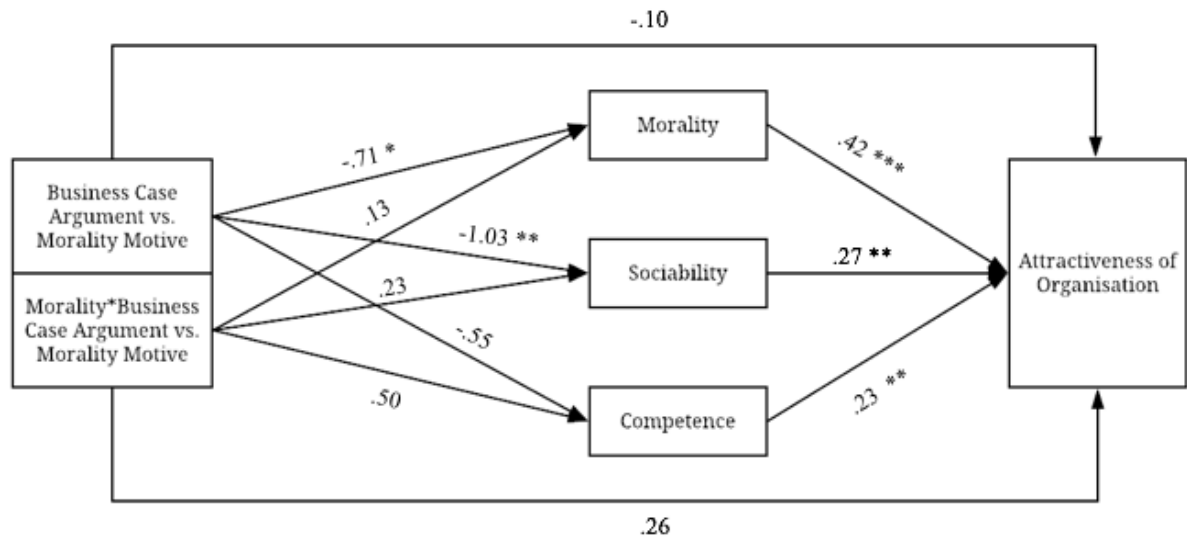 -.10
Morality
-.71 *
.42 ***
Business Case
Argument vs.
Morality Motive
.13
-1.03 **
Sociability
.27 **
Attractiveness of
Organisation
.23
Morality*Business
Case Argument vs.
Morality Motive
-.55
.50
Competence
.23 **
.26